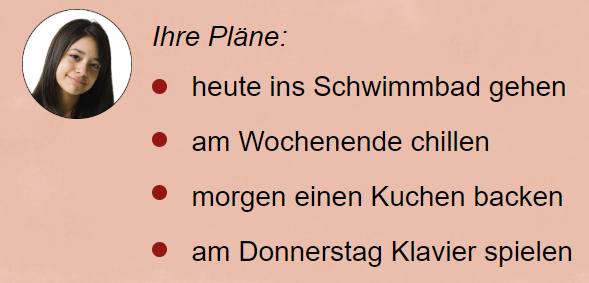 Ihre Pläne:
heute ins Schwimmbad gehen
am Wochenende chillen
morgen einen Kuchen backen
am Donnerstag Klavier spielen